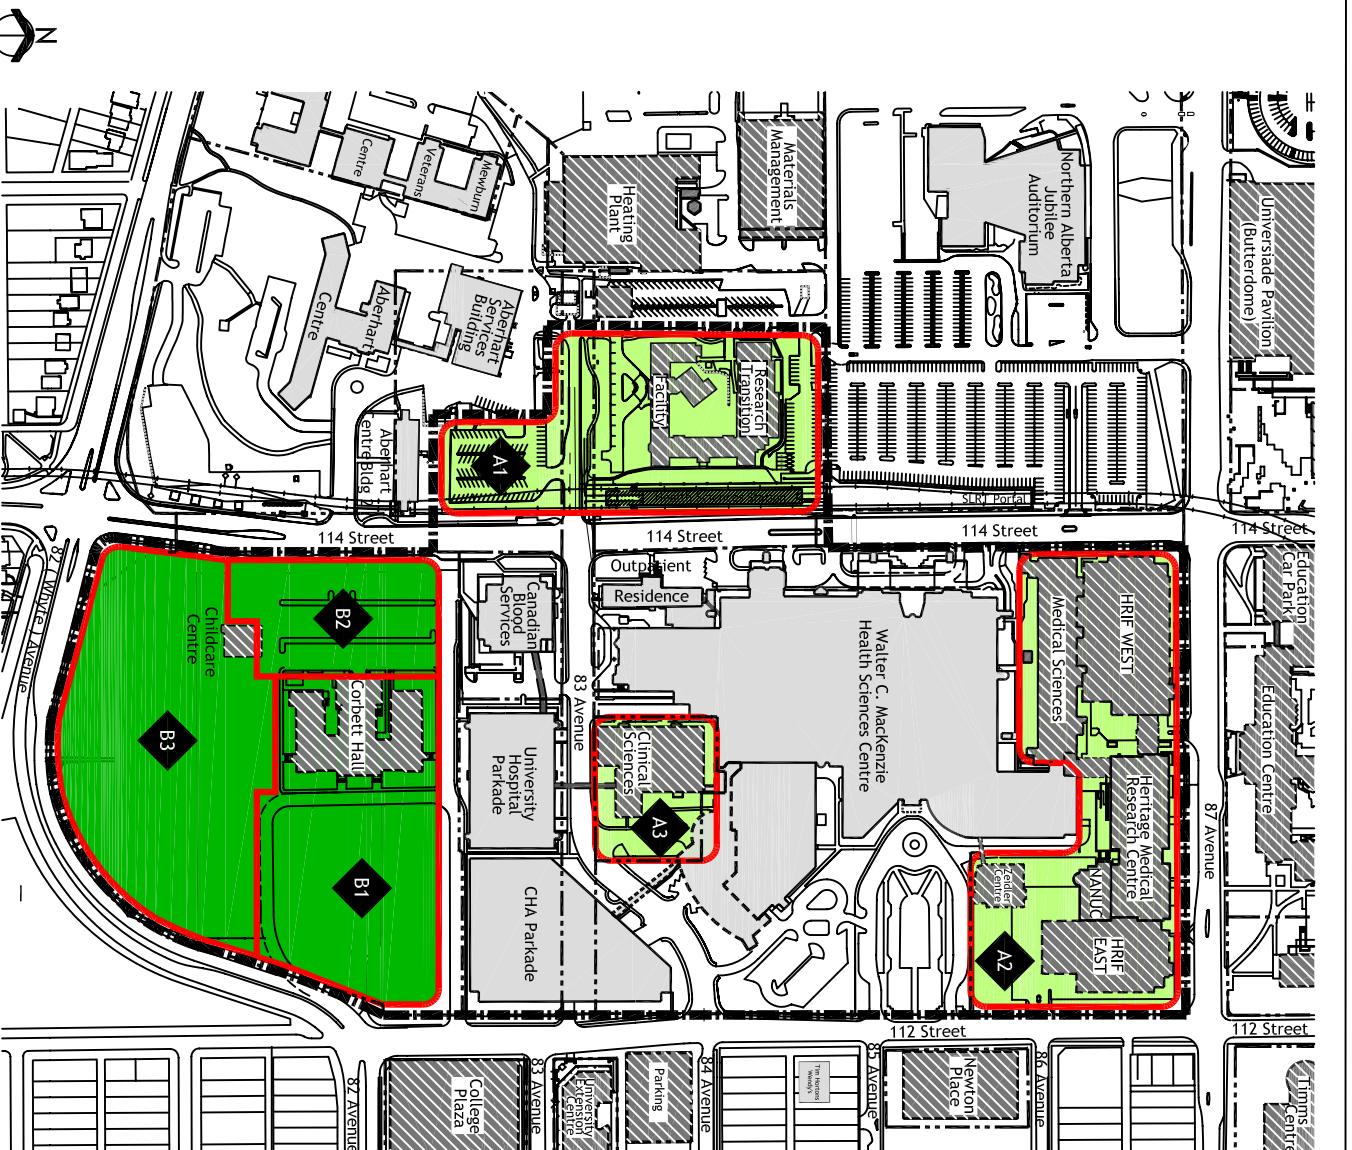 N
Centre
Veterans
Mewburn
Heating
Plant
Materials
Management
Northern Alberta
Jubilee
Auditorium
Universiade Pavilion
(Butterdome)
Aberhart
Centre
Aberhart
Services
Building
Aberhart
Centre Bldg 2
Research
Transition
Facility
A1
SLRT Portal
114 Street
114 Street
114 Street
114 Street
82 ( Whyte ) Avenue
Childcare
Centre
B2
B3
Corbett Hall
B1
Canadian
Blood
Services
Outpatient
Residence
83 Avenue
University
Hospital
Parkade
CHA Parkade
Clinical
Sciences
A3
Walter C. MacKenzie
Health Sciences Centre
Medical Sciences
HRIF WEST
Heritage Medical
Research Centre
NANUC
Zeidler
Centre
HRIF
EAST
A2
87 Avenue
Education
Car Park
Education Centre
112 Street
112 Street
82 Avenue
College
Plaza
83 Avenue
University
Extension
Centre
Parking
84 Avenue
Tim Hortons
Wendy's
85 Avenue
Newton
Place
86 Avenue
Timms
Centre